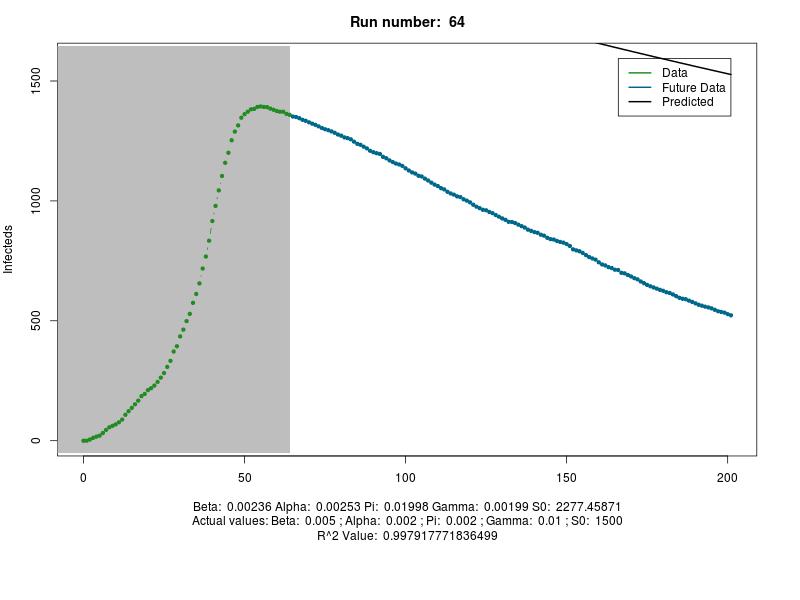 Run number: 64
Data
Future Data
Predicted
Infecteds
1500
1000
500
0
0 50 100 150 200
Beta: 0.00236 Alpha: 0.00253 Pi: 0.01998 Gamma: 0.00199 S0: 2277.45871
Actual values: Beta: 0.005 ; Alpha: 0.002 ; Pi: 0.002 ; Gamma: 0.01 ; S0: 1500
R^2 Value: 0.997917771836499